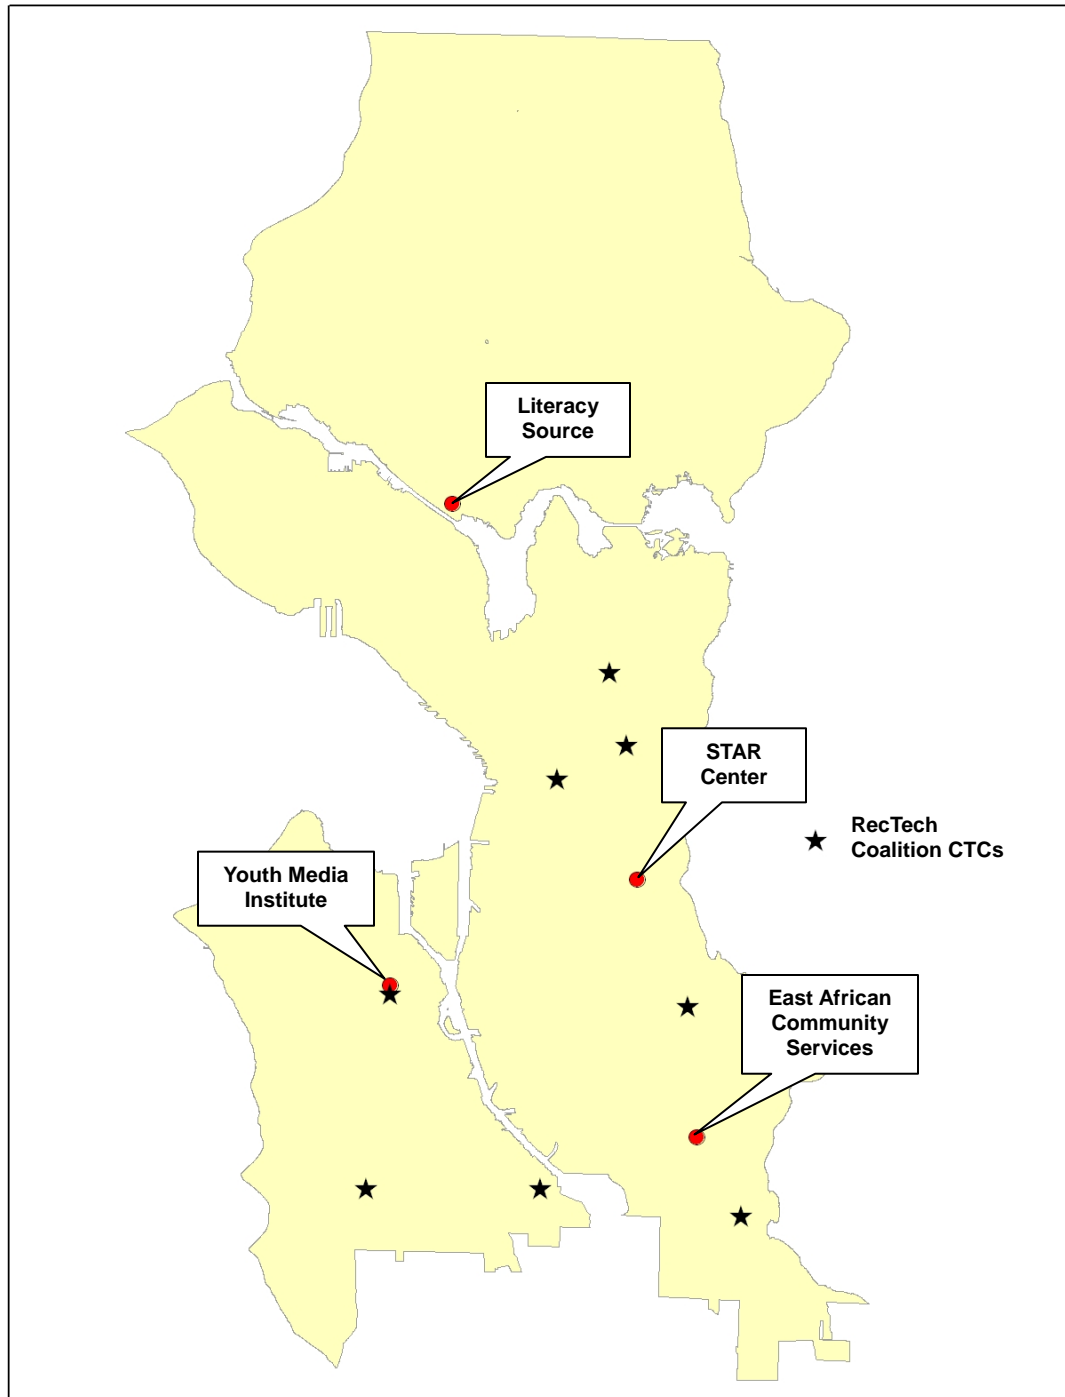 Literacy
Source
STAR
Center
RecTech
Coalition CTCs
Youth Media
Institute
East African
Community
Services